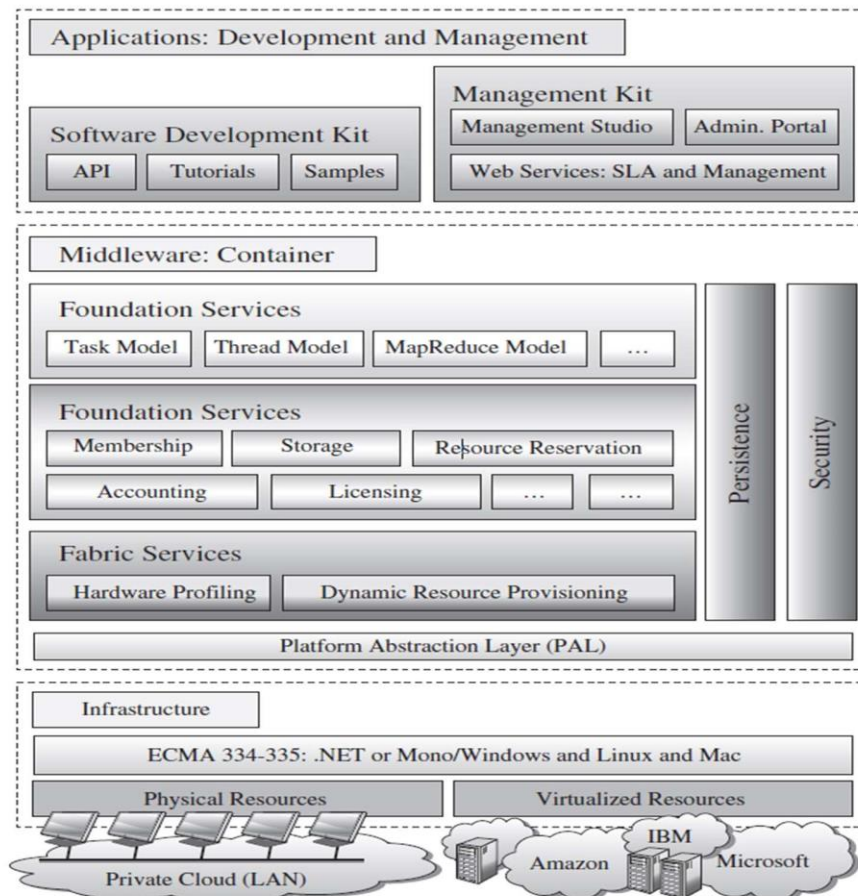 Applications: Development and Management
Software Development Kit
API
Tutorials
Samples
Management Kit
Management Studio
Admin. Portal
Web Services: SLA and Management
Middleware: Container
Foundation Services
Task Model
Thread Model
MapReduce Model
…
Foundation Services
Membership
Storage
Resource Reservation
Accounting
Licensing
…
…
Fabric Services
Hardware Profiling
Dynamic Resource Provisioning
Persistence
Security
Platform Abstraction Layer (PAL)
Infrastructure
ECMA 334-335: .NET or Mono/Windows and Linux and Mac
Physical Resources
Virtualized Resources
Private Cloud (LAN)
Amazon
IBM
Microsoft